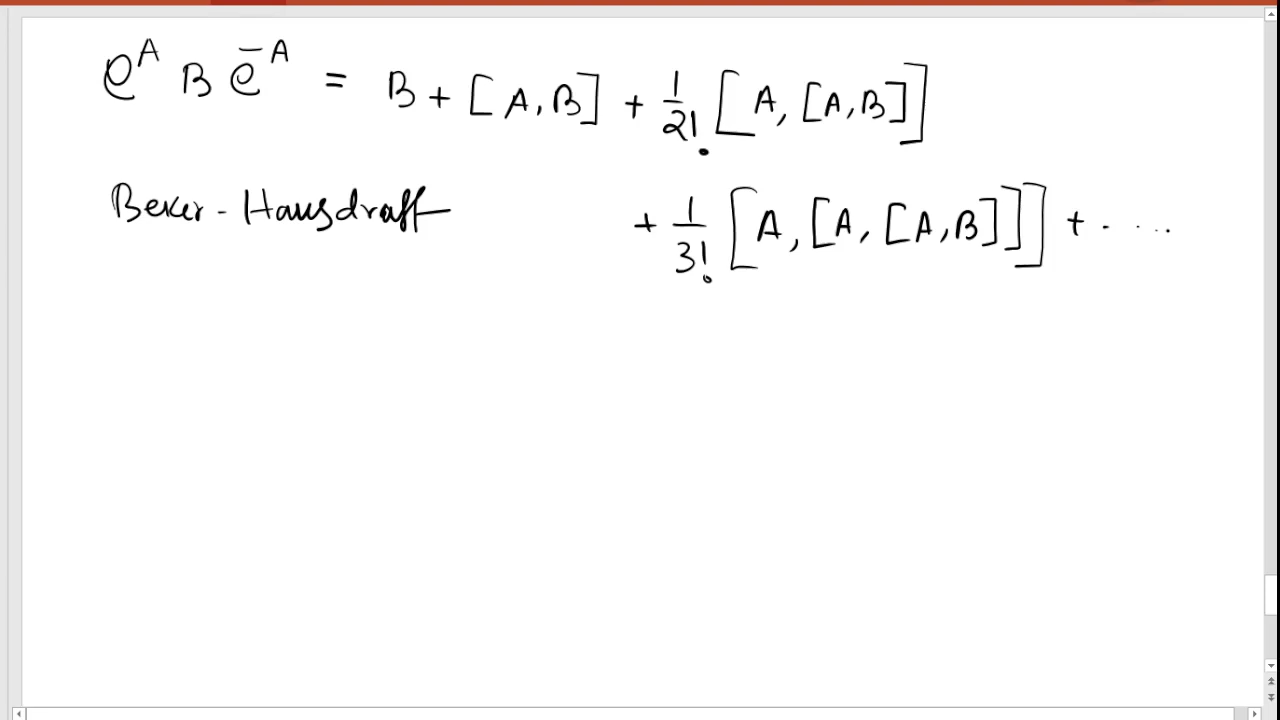 e^A B e^-A = B + [A, B] + 1/2! [A, [A, B]]
Beker - Hausdraff + 1/3! [A, [A, [A, B]]] + . ...